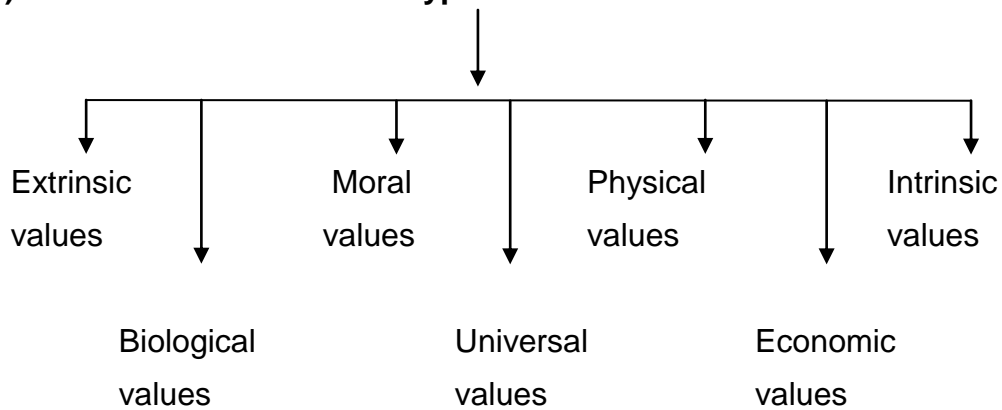 Extrinsic values
Moral values
Physical values
Intrinsic values
Biological values
Universal values
Economic values